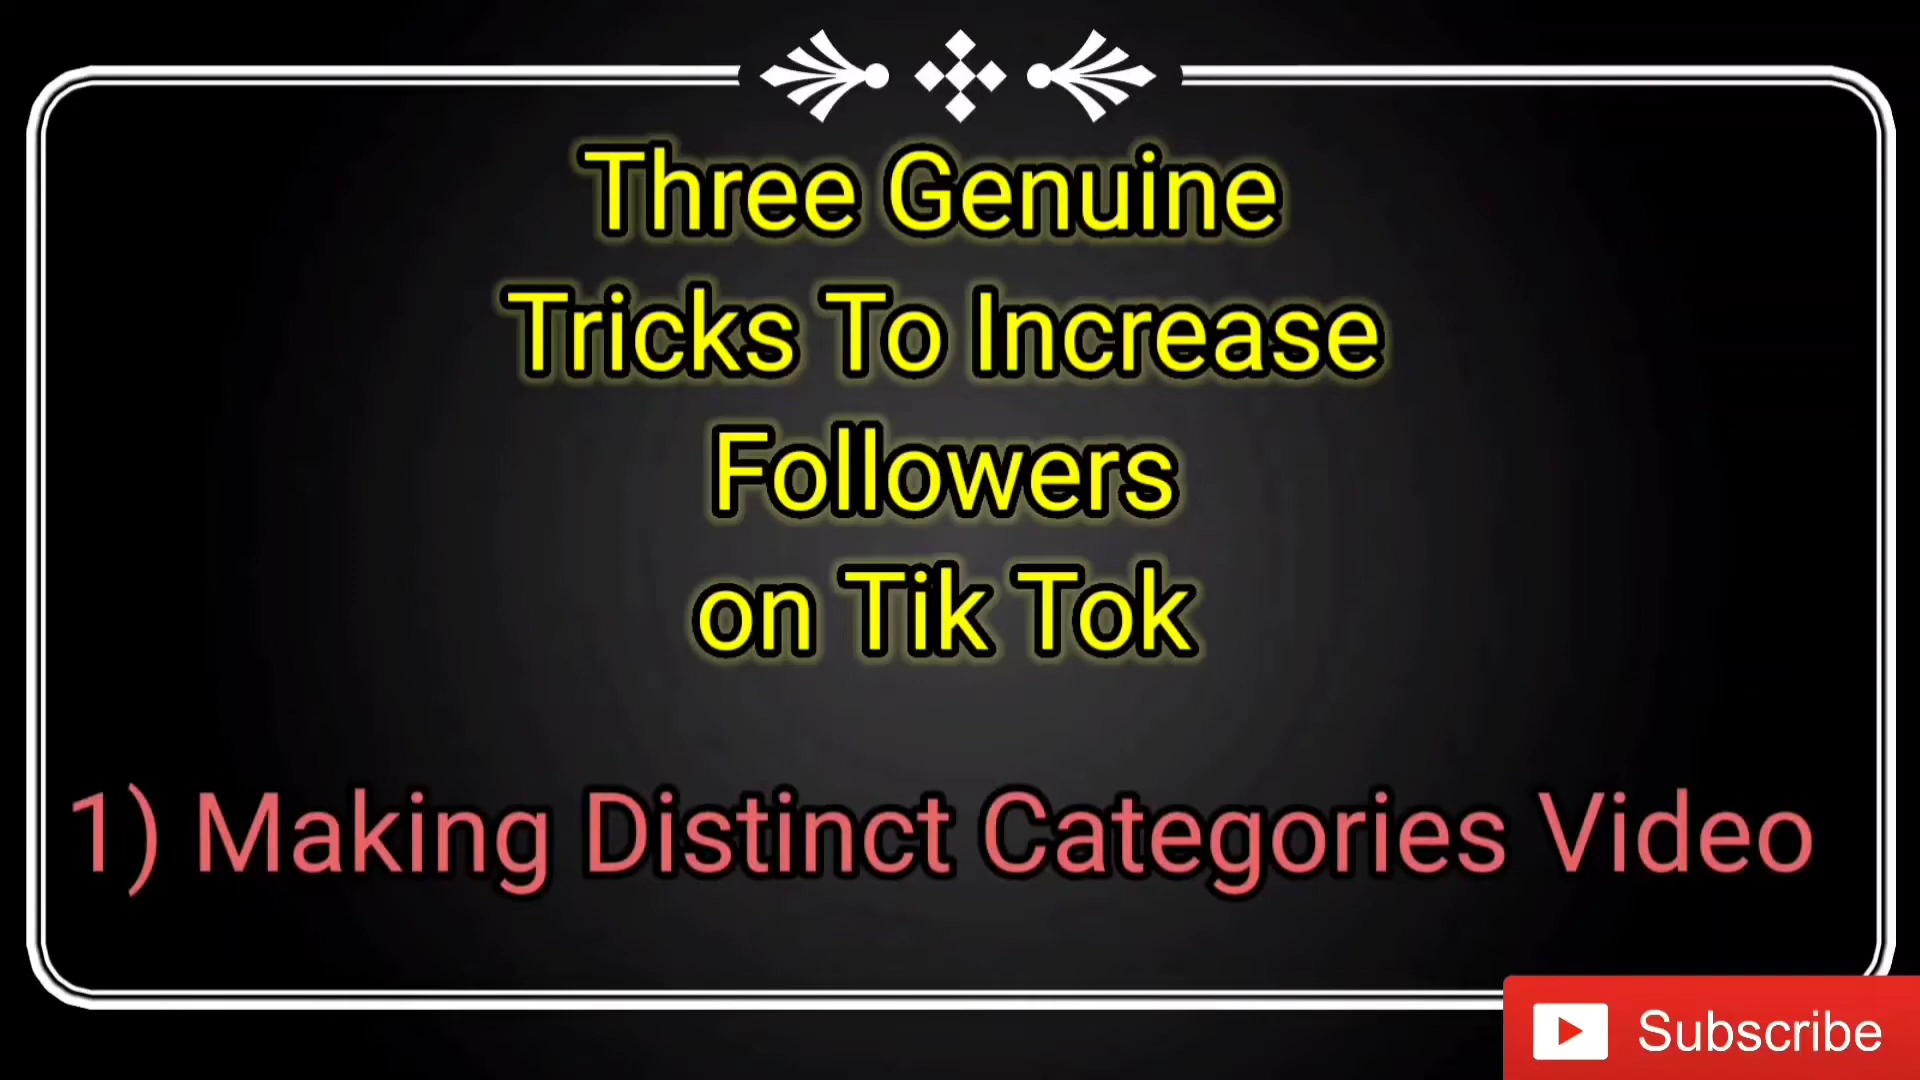 Three Genuine
Tricks To Increase
Followers
on Tik Tok
1) Making Distinct Categories Video
Subscribe